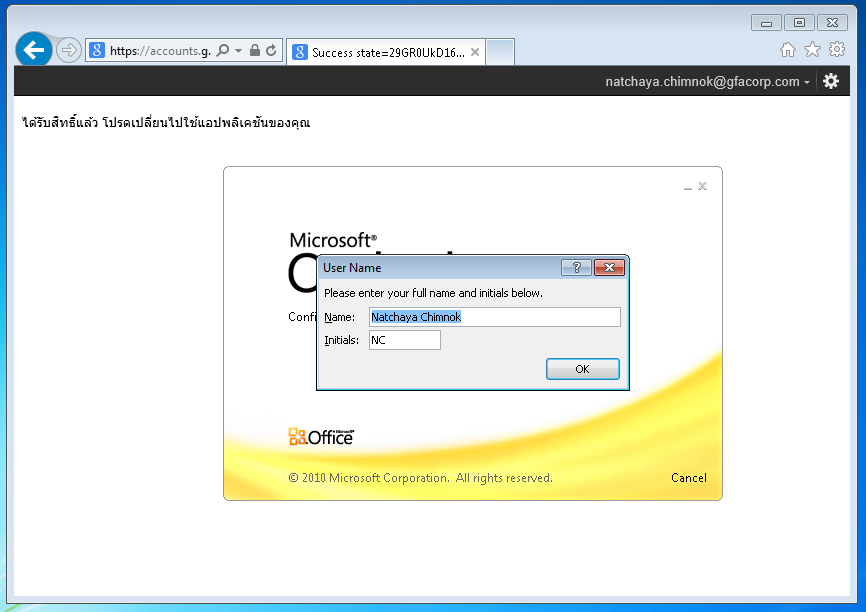 https://accounts.g.
Success state=29GR0UkD16...
natchaya.chimnok@gfacorp.com
ได้รับสิทธิ์แล้ว โปรดเปลี่ยนไปใช้แอปพลิเคชันของคุณ
Microsoft®
User Name
Please enter your full name and initials below.
Name: Natchaya Chimnok
Initials: NC
OK
Microsoft®
Office
© 2010 Microsoft Corporation. All rights reserved.
Cancel